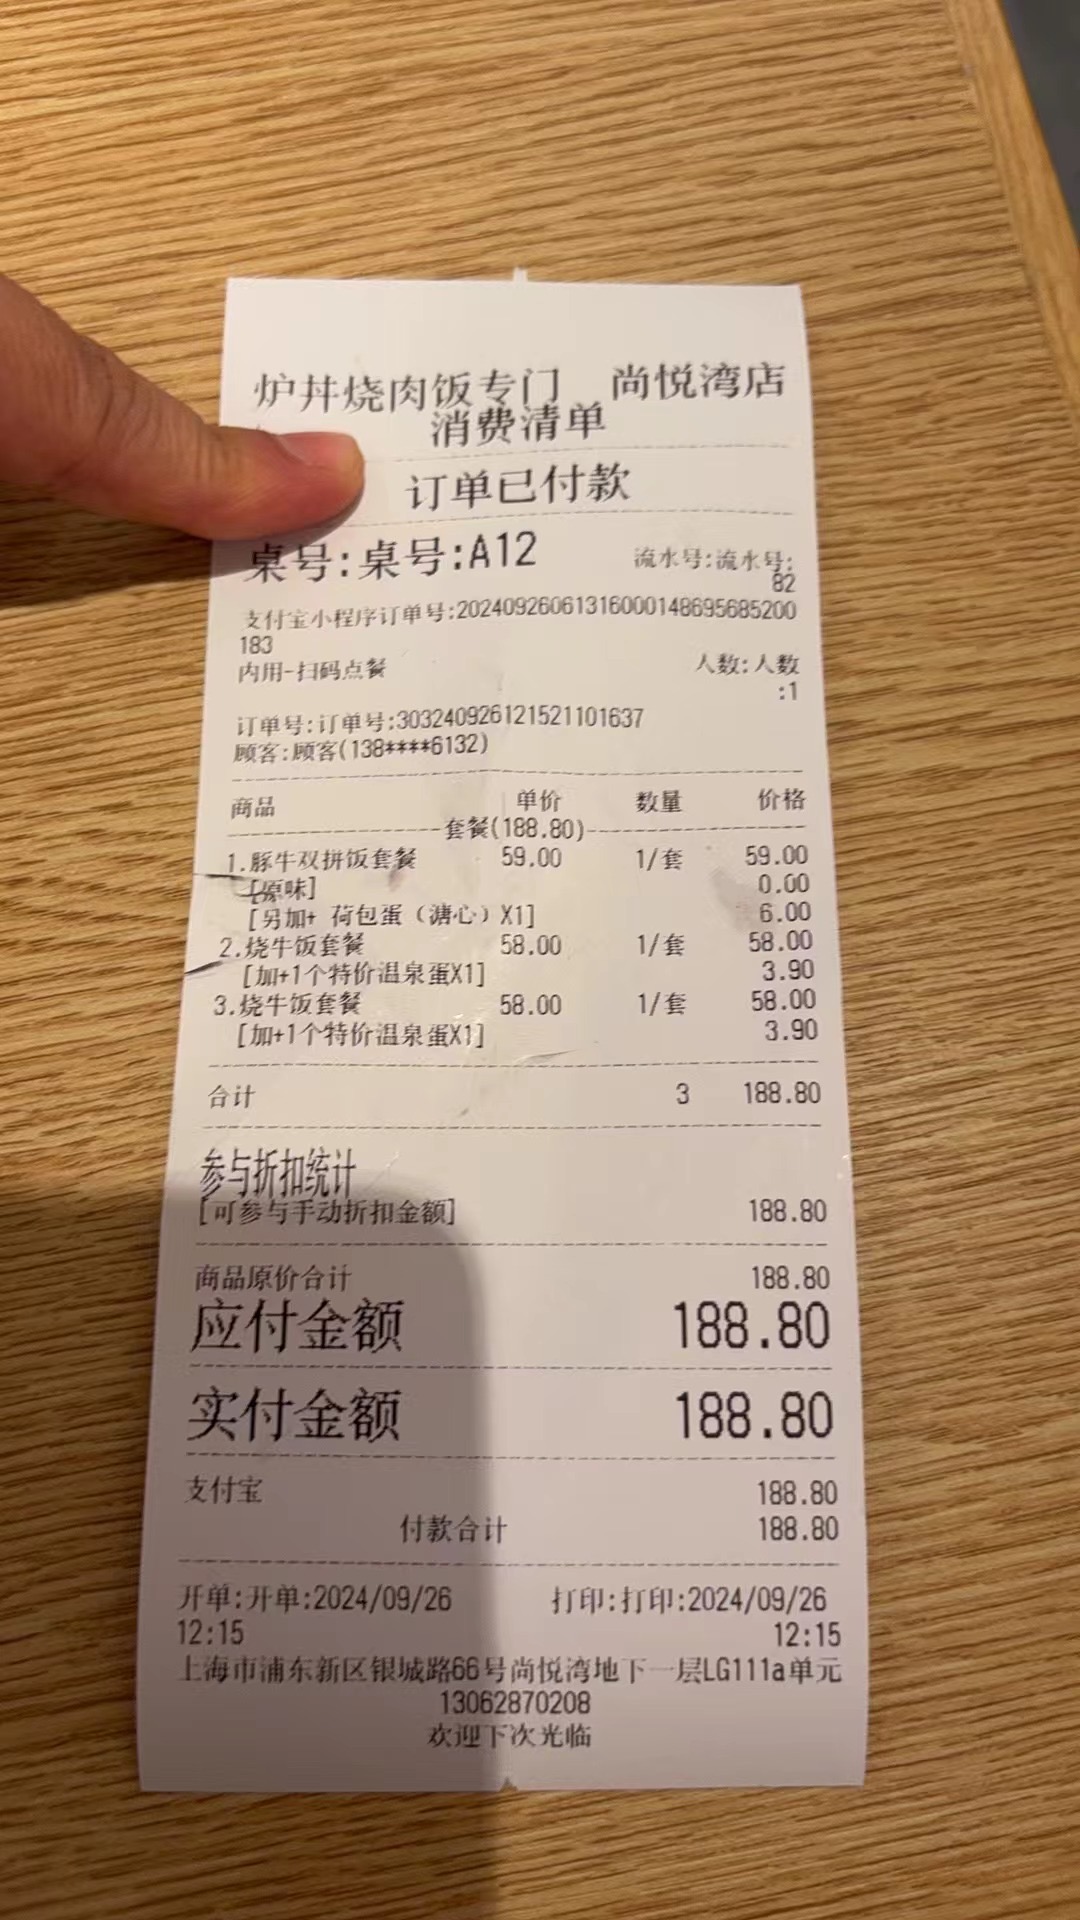 炉丼烧肉饭专门 尚悦湾店
消费清单
订单已付款
桌号:桌号:A12 流水号:流水号:
82
支付宝小程序订单号:20240926061316000148695685200
183
内用-扫码点餐 人数:人数
:1
订单号:订单号:303240926121521101637
顾客:顾客(138****6132)
商品 单价 数量 价格
套餐(188.80)
1.豚牛双拼饭套餐 59.00 1/套 59.00
[原味] 0.00
[另加+ 荷包蛋（溏心）X1] 6.00
2.烧牛饭套餐 58.00 1/套 58.00
[加+1个特价温泉蛋X1] 3.90
3.烧牛饭套餐 58.00 1/套 58.00
[加+1个特价温泉蛋X1] 3.90
合计 3 188.80
参与折扣统计
[可参与手动折扣金额] 188.80
商品原价合计 188.80
应付金额 188.80
实付金额 188.80
支付宝 188.80
付款合计 188.80
开单:开单:2024/09/26 打印:打印:2024/09/26
12:15 12:15
上海市浦东新区银城路66号尚悦湾地下一层LG111a单元
13062870208
欢迎下次光临